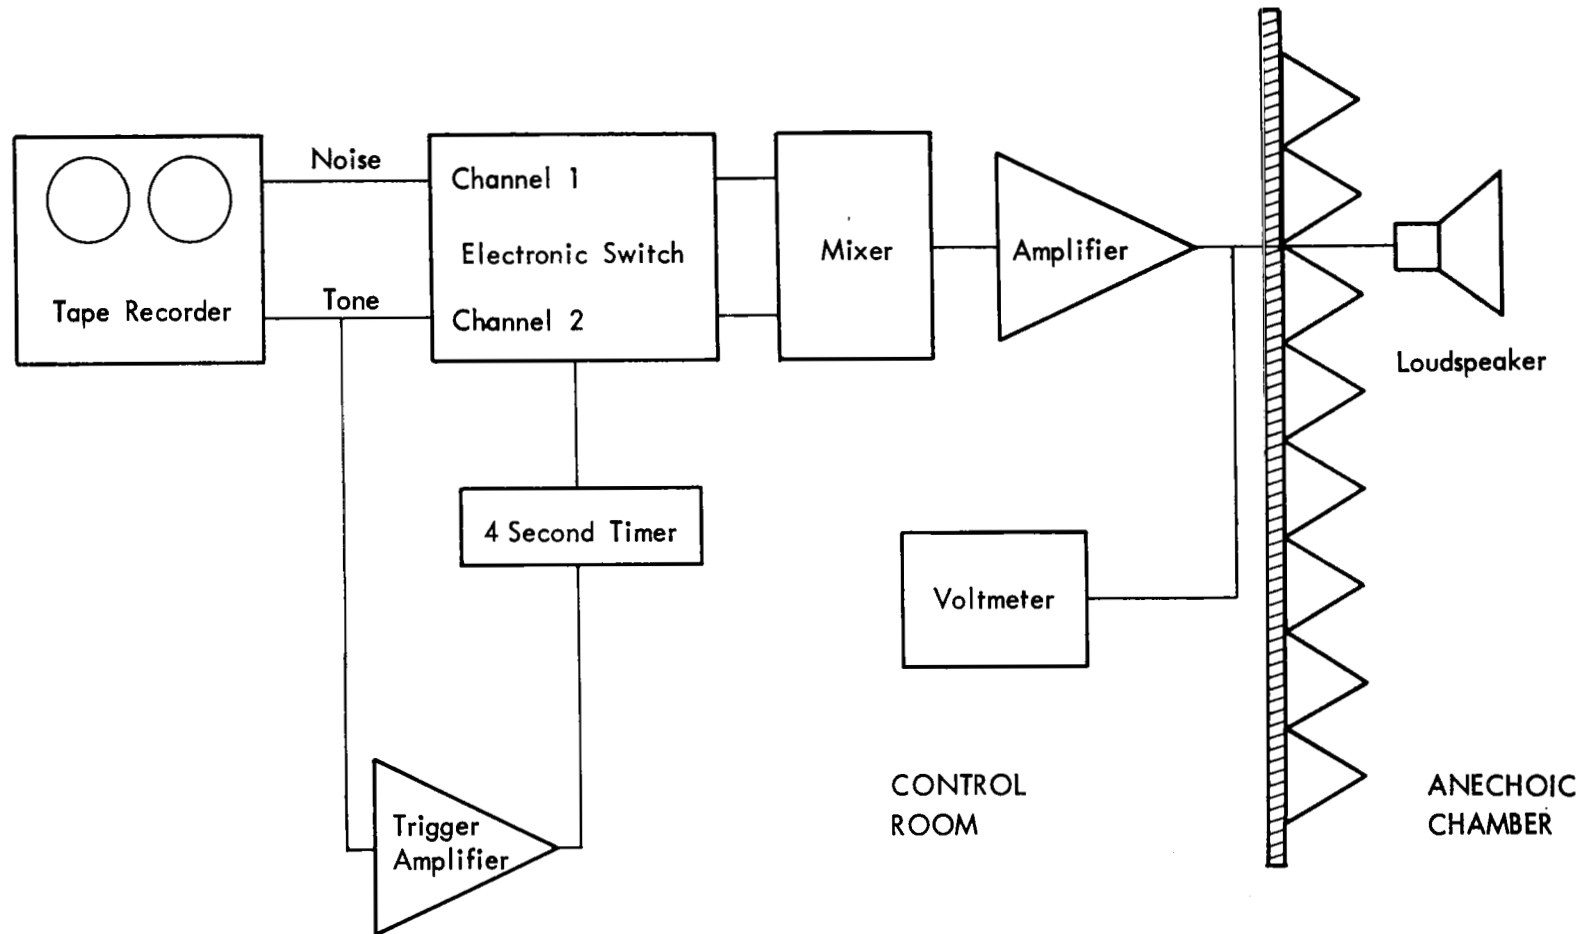 Noise
Channel 1
Electronic Switch
Mixer
Amplifier
Tape Recorder
Tone
Channel 2
Loudspeaker
4 Second Timer
Voltmeter
CONTROL
ROOM
ANECHOIC
CHAMBER
Trigger
Amplifier